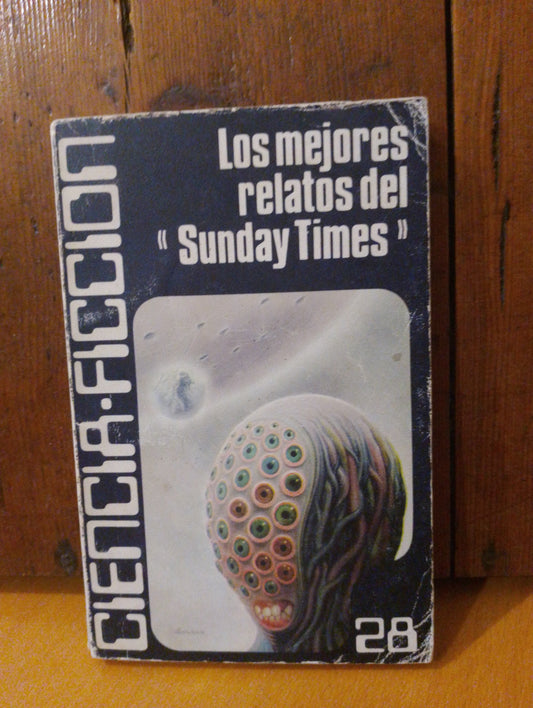 Los mejores
relatos del
« Sunday Times »
CIENCIA-FICCION
28